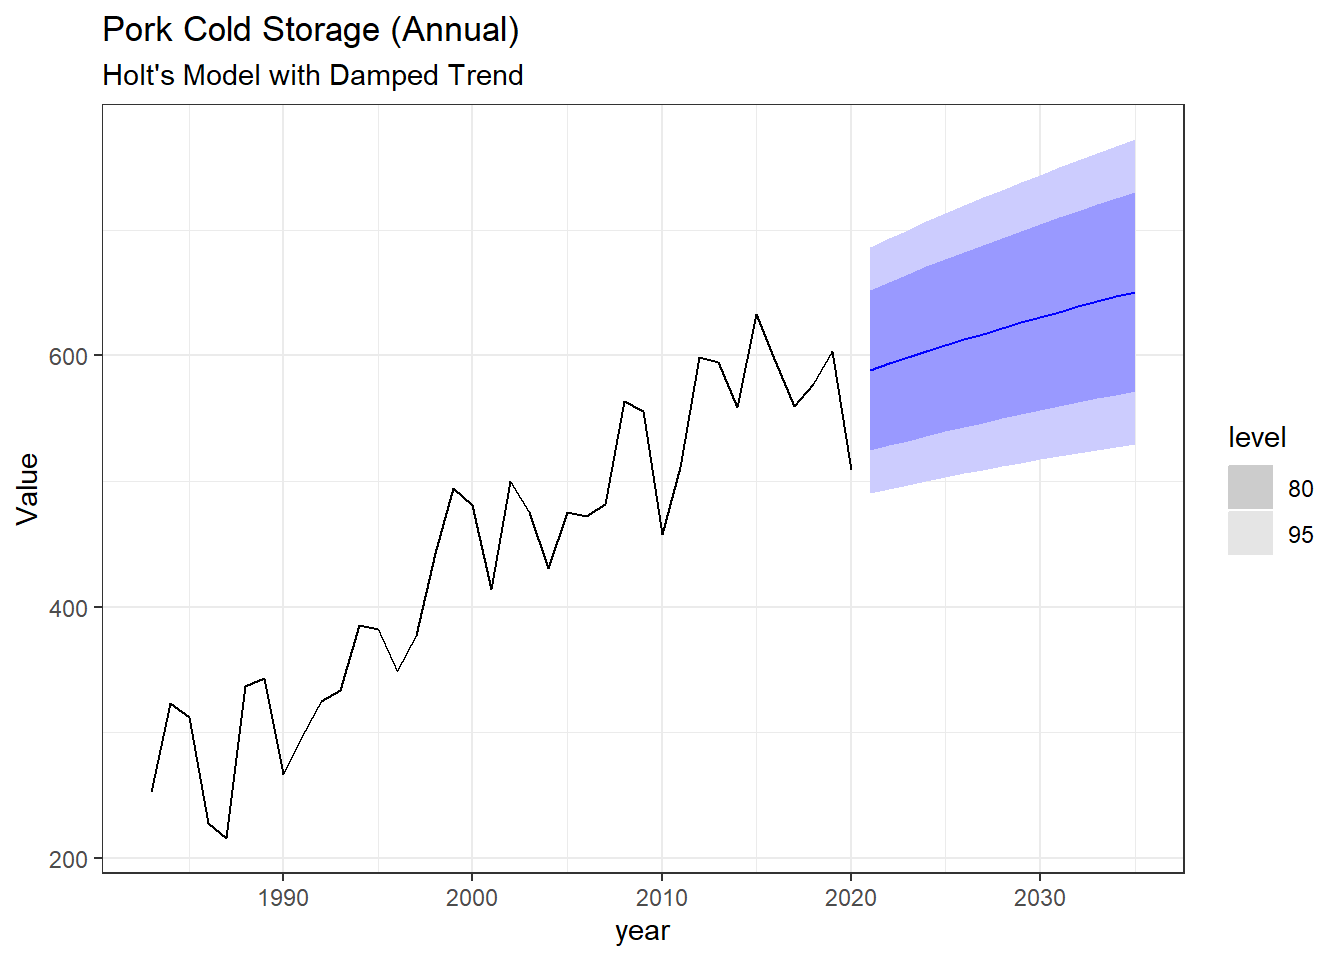 Pork Cold Storage (Annual)
Holt's Model with Damped Trend
Value
600
400
200
1990
2000
2010
2020
2030
year
level
80
95